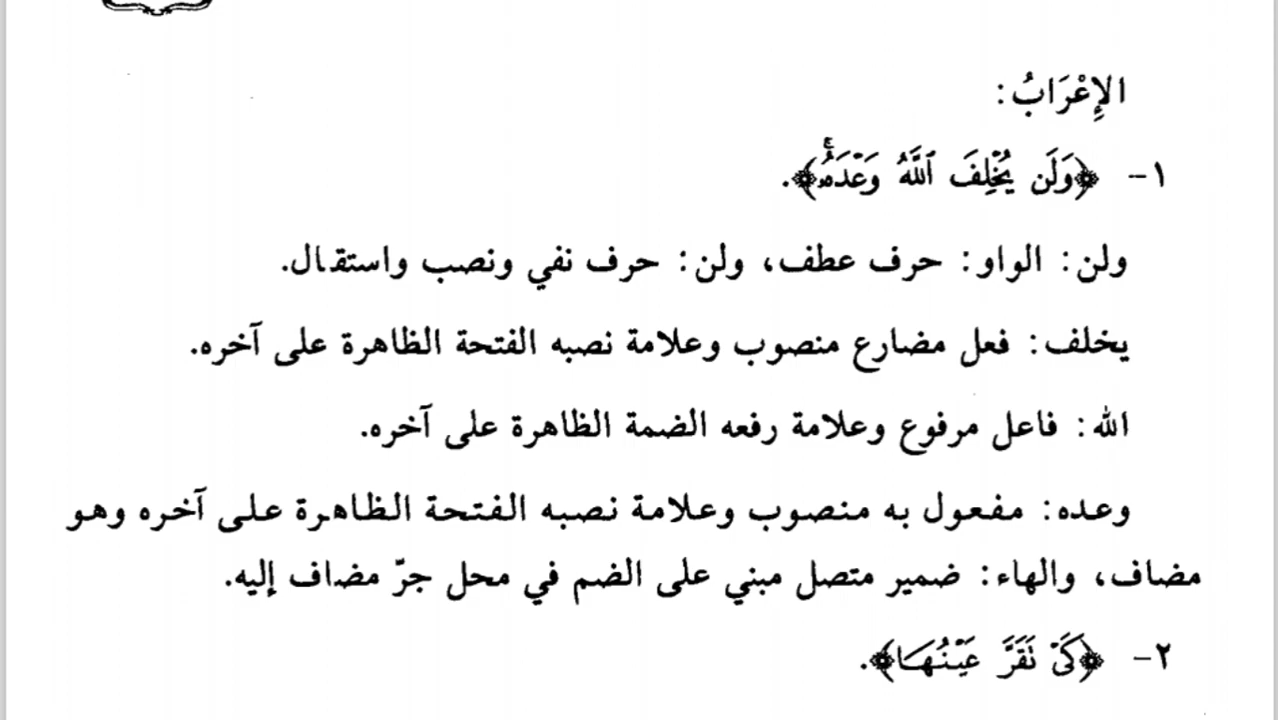 الإِعْرَابُ:
١- ﴿وَلَن يُخْلِفَ ٱللَّهُ وَعْدَهُۥۚ﴾.
ولن: الواو: حرف عطف، ولن: حرف نفي ونصب واستقبال.
يخلف: فعل مضارع منصوب وعلامة نصبه الفتحة الظاهرة على آخره.
الله: فاعل مرفوع وعلامة رفعه الضمة الظاهرة على آخره.
وعده: مفعول به منصوب وعلامة نصبه الفتحة الظاهرة على آخره وهو
مضاف، والهاء: ضمير متصل مبني على الضم في محل جرّ مضاف إليه.
٢- ﴿كَىْ تَقَرَّ عَيْنُهَا﴾.